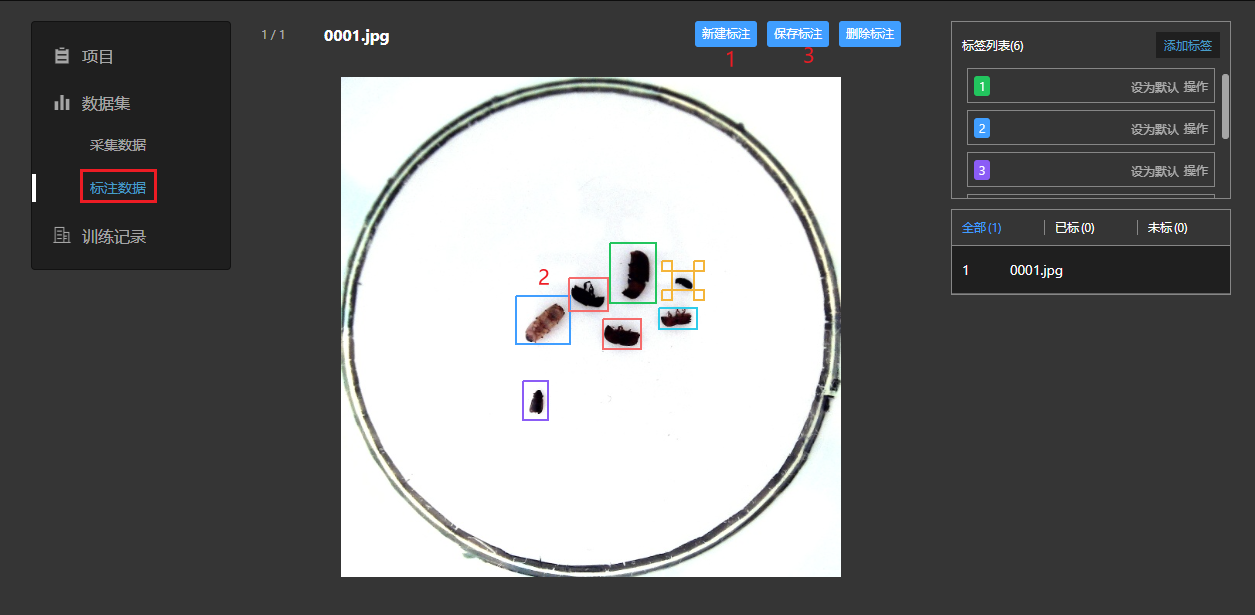 项目
数据集
采集数据
标注数据
训练记录
1 / 1
0001.jpg
新建标注
保存标注
删除标注
1
3
2
标签列表(6)
添加标签
1
设为默认 操作
2
设为默认 操作
3
设为默认 操作
全部(1)
已标(0)
未标(0)
1
0001.jpg